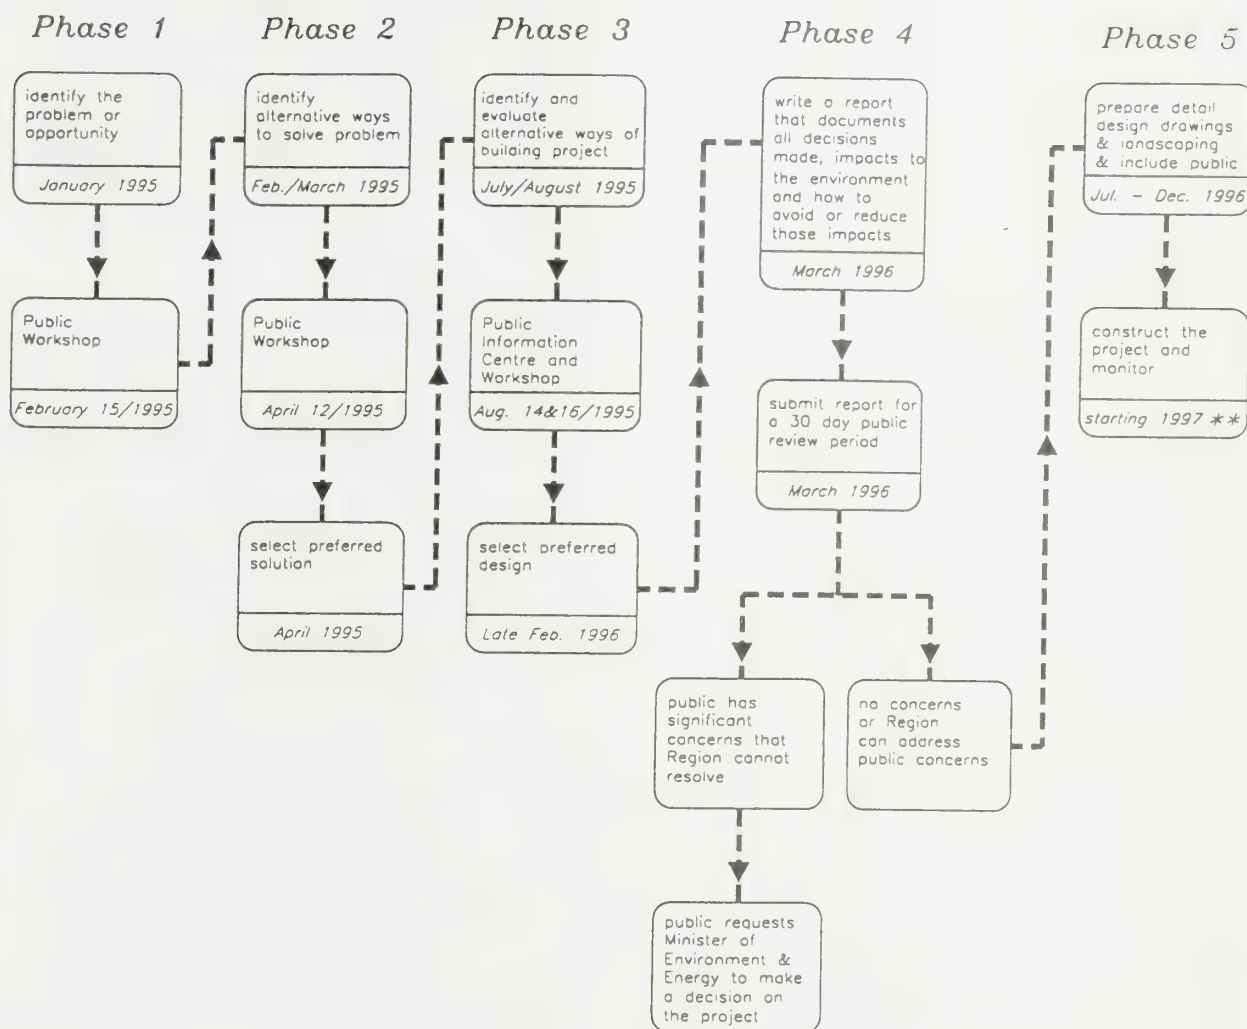 Phase 1
identify the
problem or
opportunity
January 1995
Public
Workshop
February 15/1995
Phase 2
identify
alternative ways
to solve problem
Feb./March 1995
Public
Workshop
April 12/1995
select preferred
solution
April 1995
Phase 3
identify and
evaluate
alternative ways of
building project
July/August 1995
Public
Information
Centre and
Workshop
Aug. 14&16/1995
select preferred
design
Late Feb. 1996
Phase 4
write a report
that documents
all decisions
made, impacts to
the environment
and how to
avoid or reduce
those impacts
March 1996
submit report for
a 30 day public
review period
March 1996
public has
significant
concerns that
Region cannot
resolve
public requests
Minister of
Environment &
Energy to make
a decision on
the project
no concerns
or Region
can address
public concerns
Phase 5
prepare detail
design drawings
& landscaping
& include public
Jul. - Dec. 1996
construct the
project and
monitor
starting 1997 **